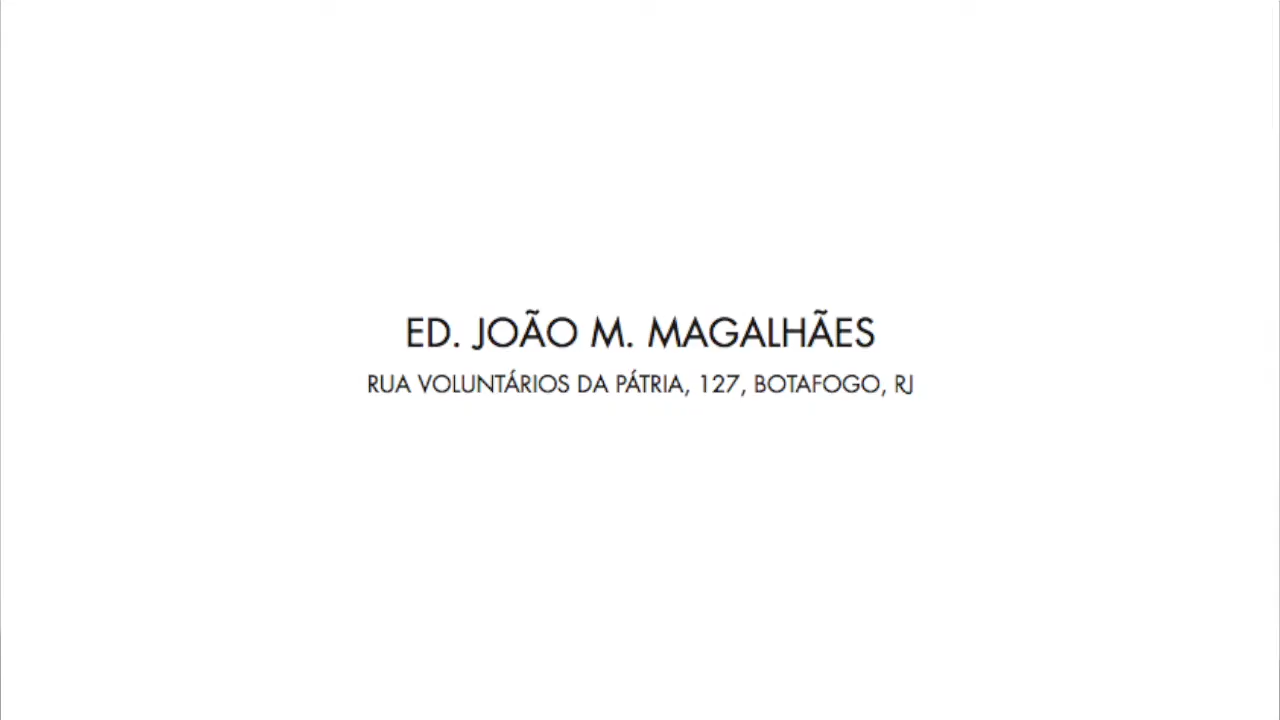 ED. JOÃO M. MAGALHÃES
RUA VOLUNTÁRIOS DA PÁTRIA, 127, BOTAFOGO, RJ